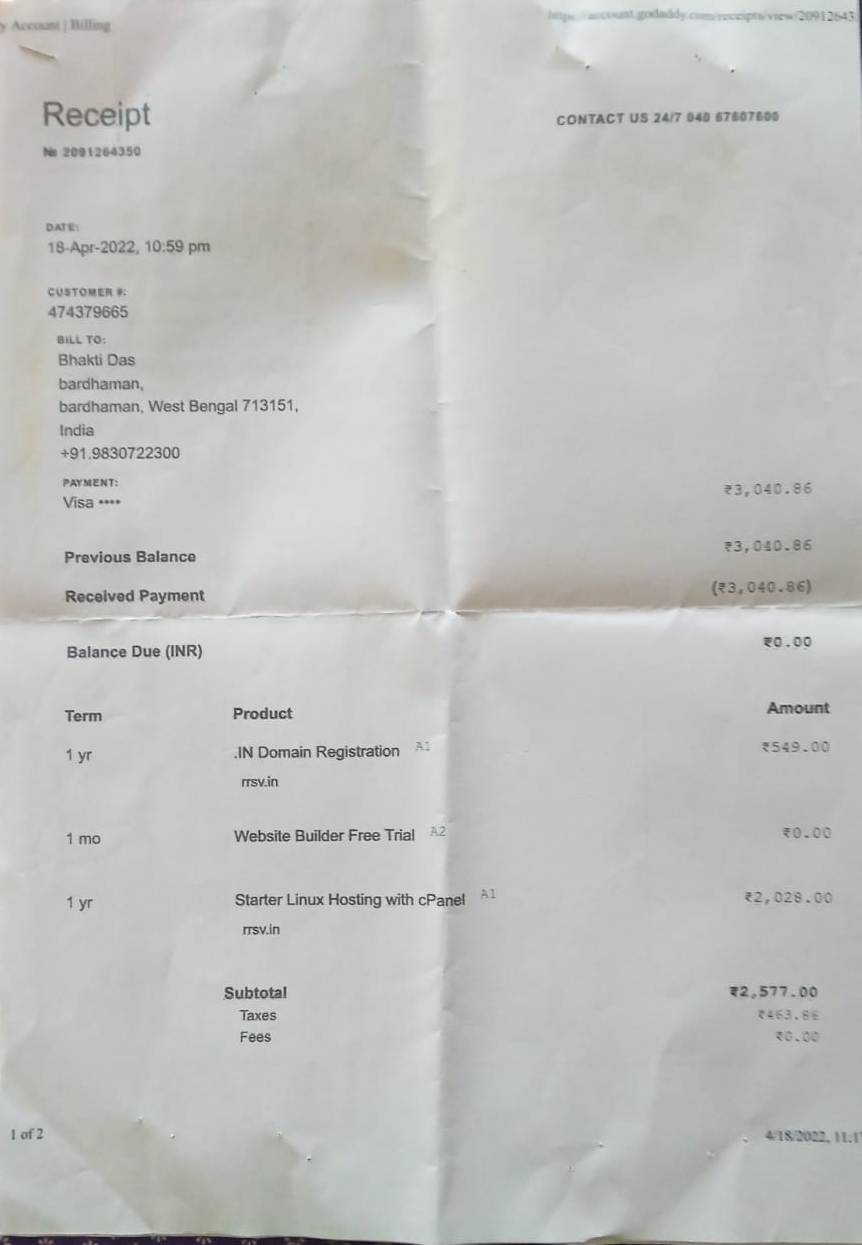 y Account | Billing
https://account.godaddy.com/receipts/view/20912643
Receipt
CONTACT US 24/7 040 67607600
№ 2091264350
DATE:
18-Apr-2022, 10:59 pm
CUSTOMER #:
474379665
BILL TO:
Bhakti Das
bardhaman,
bardhaman, West Bengal 713151,
India
+91.9830722300
PAYMENT:
Visa •••• ₹3,040.86
Previous Balance ₹3,040.86
Received Payment (₹3,040.86)
Balance Due (INR) ₹0.00
Term Product Amount
1 yr .IN Domain Registration A1 ₹549.00
rrsv.in
1 mo Website Builder Free Trial A2 ₹0.00
1 yr Starter Linux Hosting with cPanel A1 ₹2,028.00
rrsv.in
Subtotal ₹2,577.00
Taxes ₹463.86
Fees ₹0.00
1 of 2 4/18/2022, 11:1